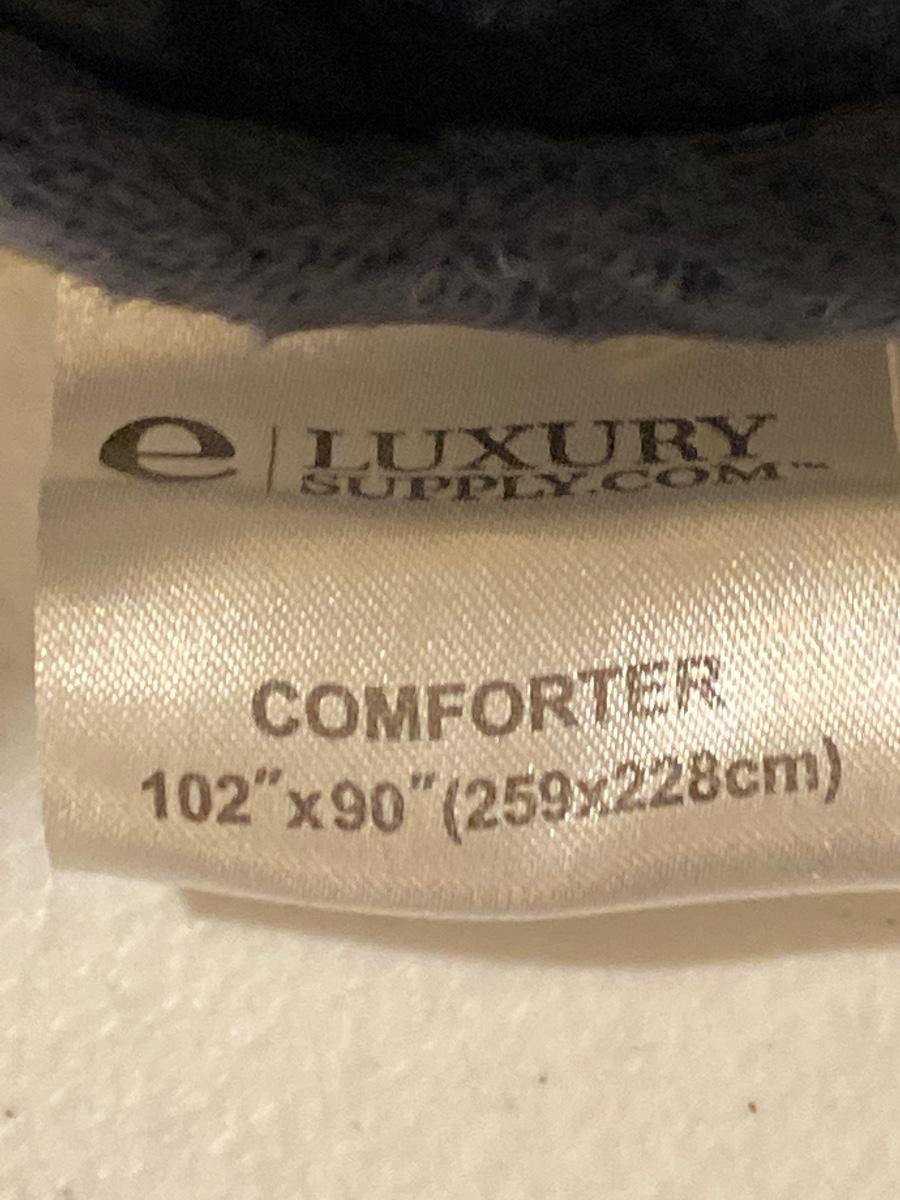 e | LUXURY
SUPPLY.COM™
COMFORTER
102"x90"(259x228cm)